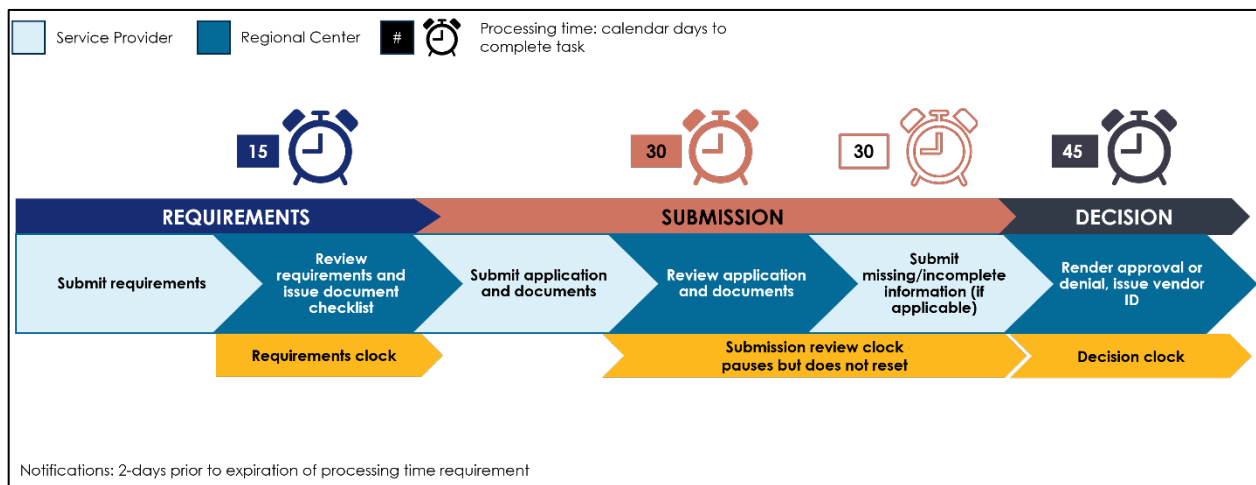 Service Provider
Regional Center
#
Processing time: calendar days to
complete task
15
30
30
45
REQUIREMENTS
SUBMISSION
DECISION
Submit requirements
Review
requirements and
issue document
checklist
Submit application
and documents
Review application
and documents
Submit
missing/incomplete
information (if
applicable)
Render approval or
denial, issue vendor
ID
Requirements clock
Submission review clock
pauses but does not reset
Decision clock
Notifications: 2-days prior to expiration of processing time requirement